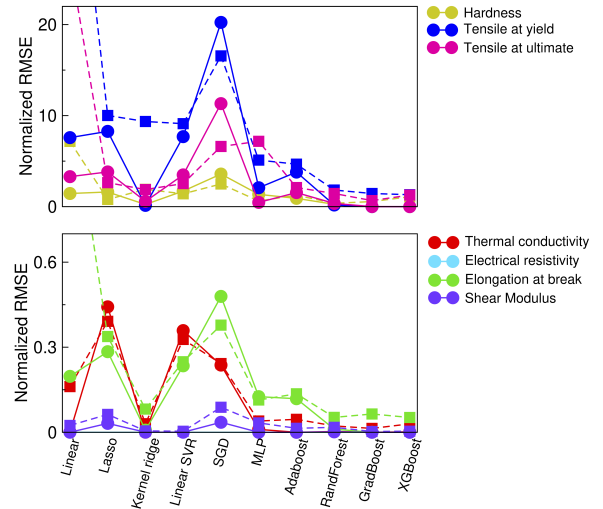 20
10
0
Normalized RMSE
Hardness
Tensile at yield
Tensile at ultimate
0.6
0.3
0
Normalized RMSE
Thermal conductivity
Electrical resistivity
Elongation at break
Shear Modulus
Linear
Lasso
Kernel ridge
Linear SVR
SGD
MLP
Adaboost
RandForest
GradBoost
XGBoost